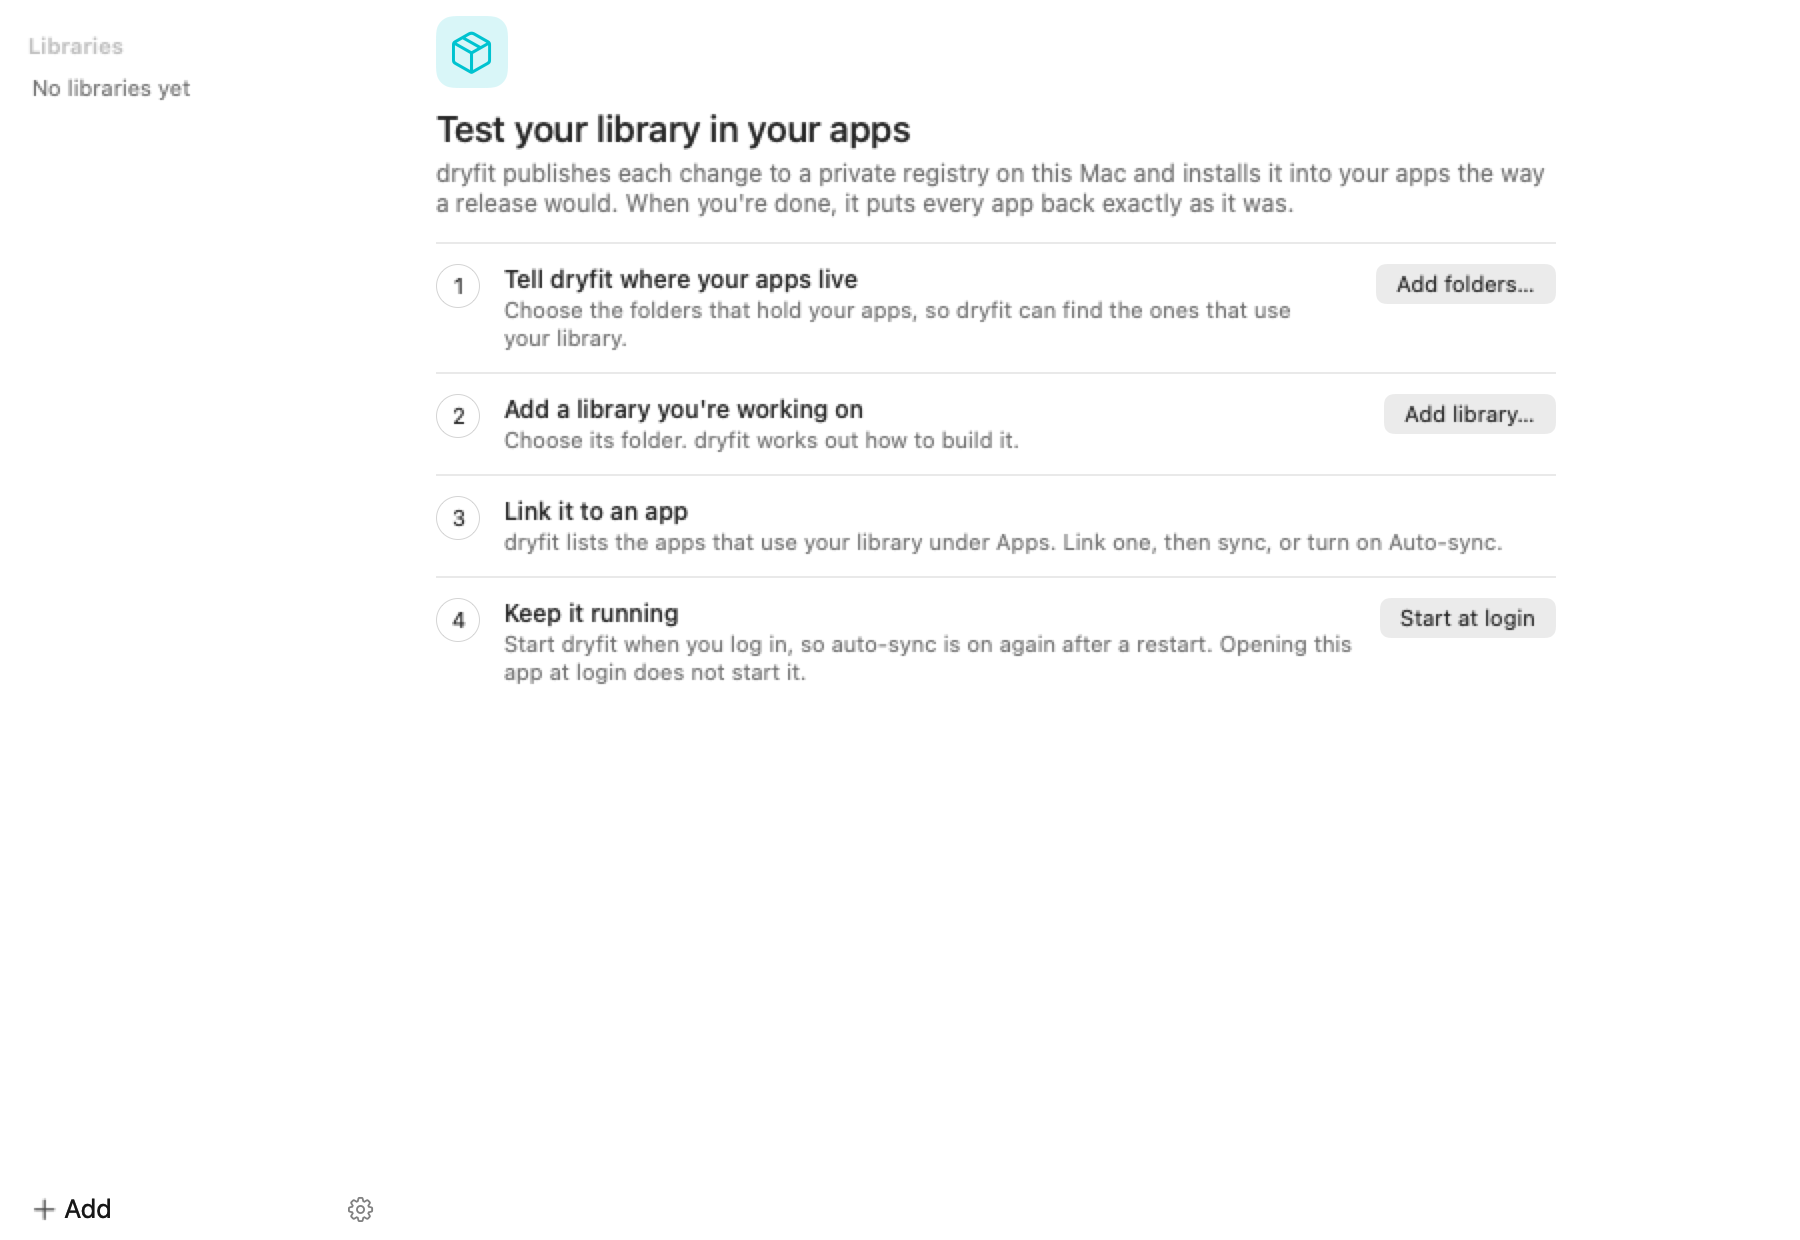 Libraries
No libraries yet
Test your library in your apps
dryfit publishes each change to a private registry on this Mac and installs it into your apps the way
a release would. When you're done, it puts every app back exactly as it was.
1
Tell dryfit where your apps live
Add folders...
Choose the folders that hold your apps, so dryfit can find the ones that use
your library.
2
Add a library you're working on
Add library...
Choose its folder. dryfit works out how to build it.
3
Link it to an app
dryfit lists the apps that use your library under Apps. Link one, then sync, or turn on Auto-sync.
4
Keep it running
Start at login
Start dryfit when you log in, so auto-sync is on again after a restart. Opening this
app at login does not start it.
+ Add